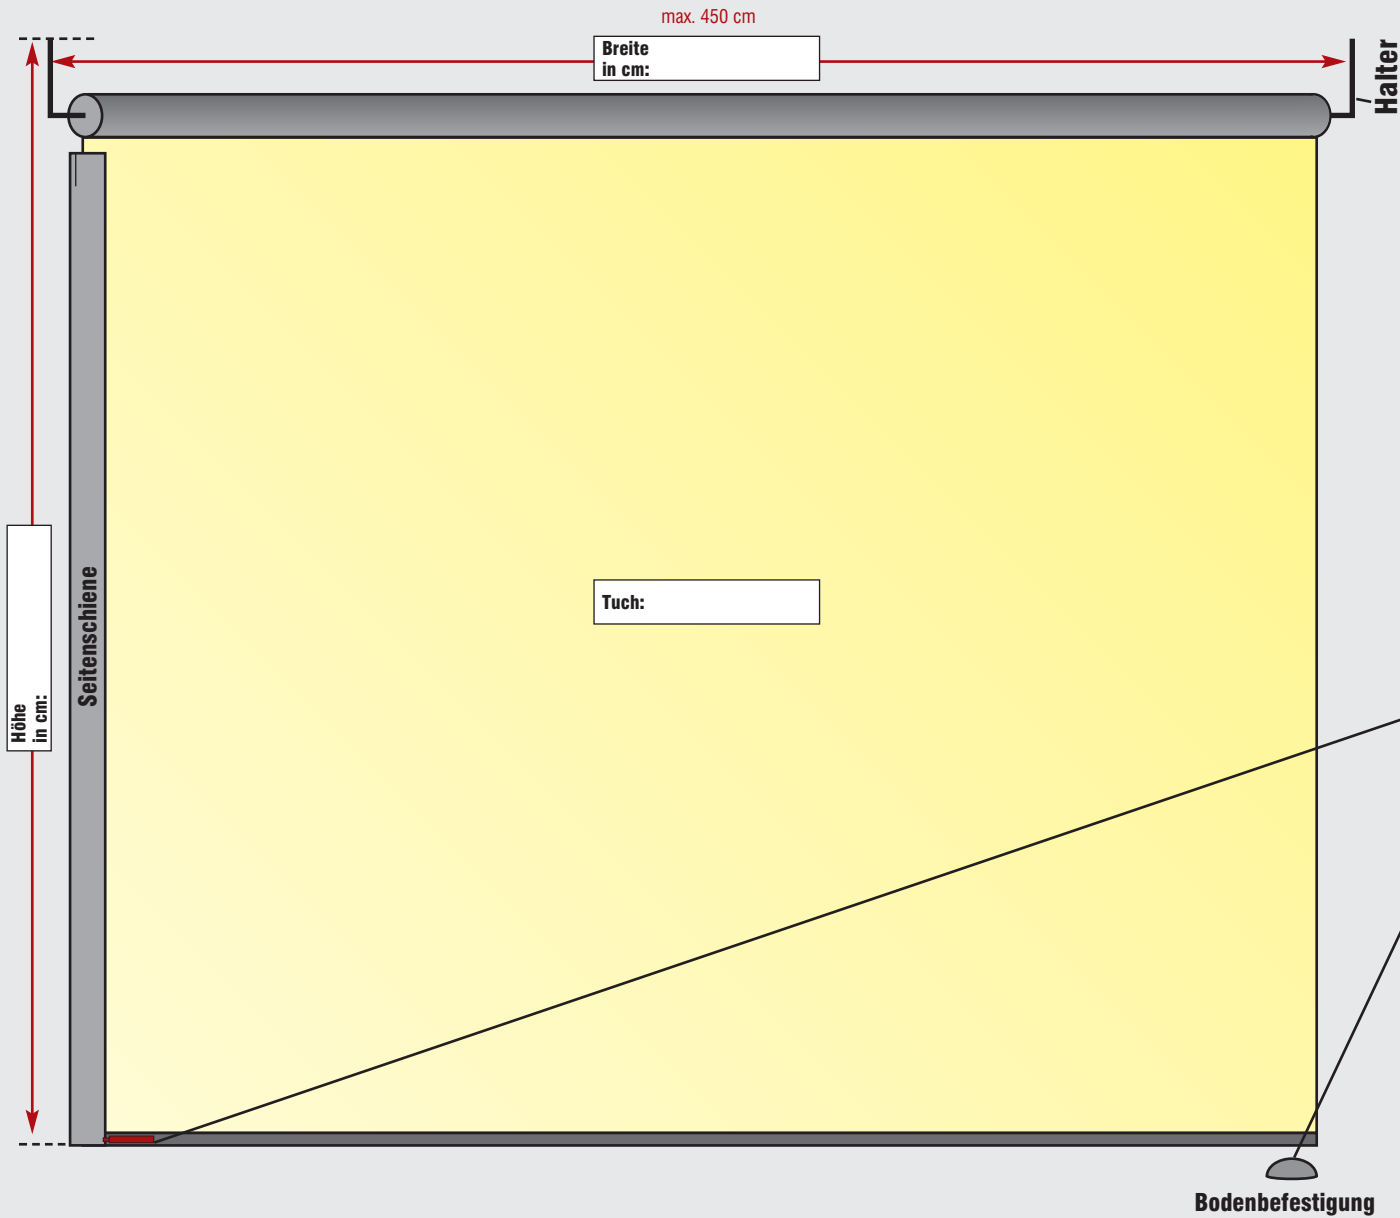 max. 450 cm
Breite
in cm:
Halter
Höhe
in cm:
Seitenschiene
Tuch:
Bodenbefestigung